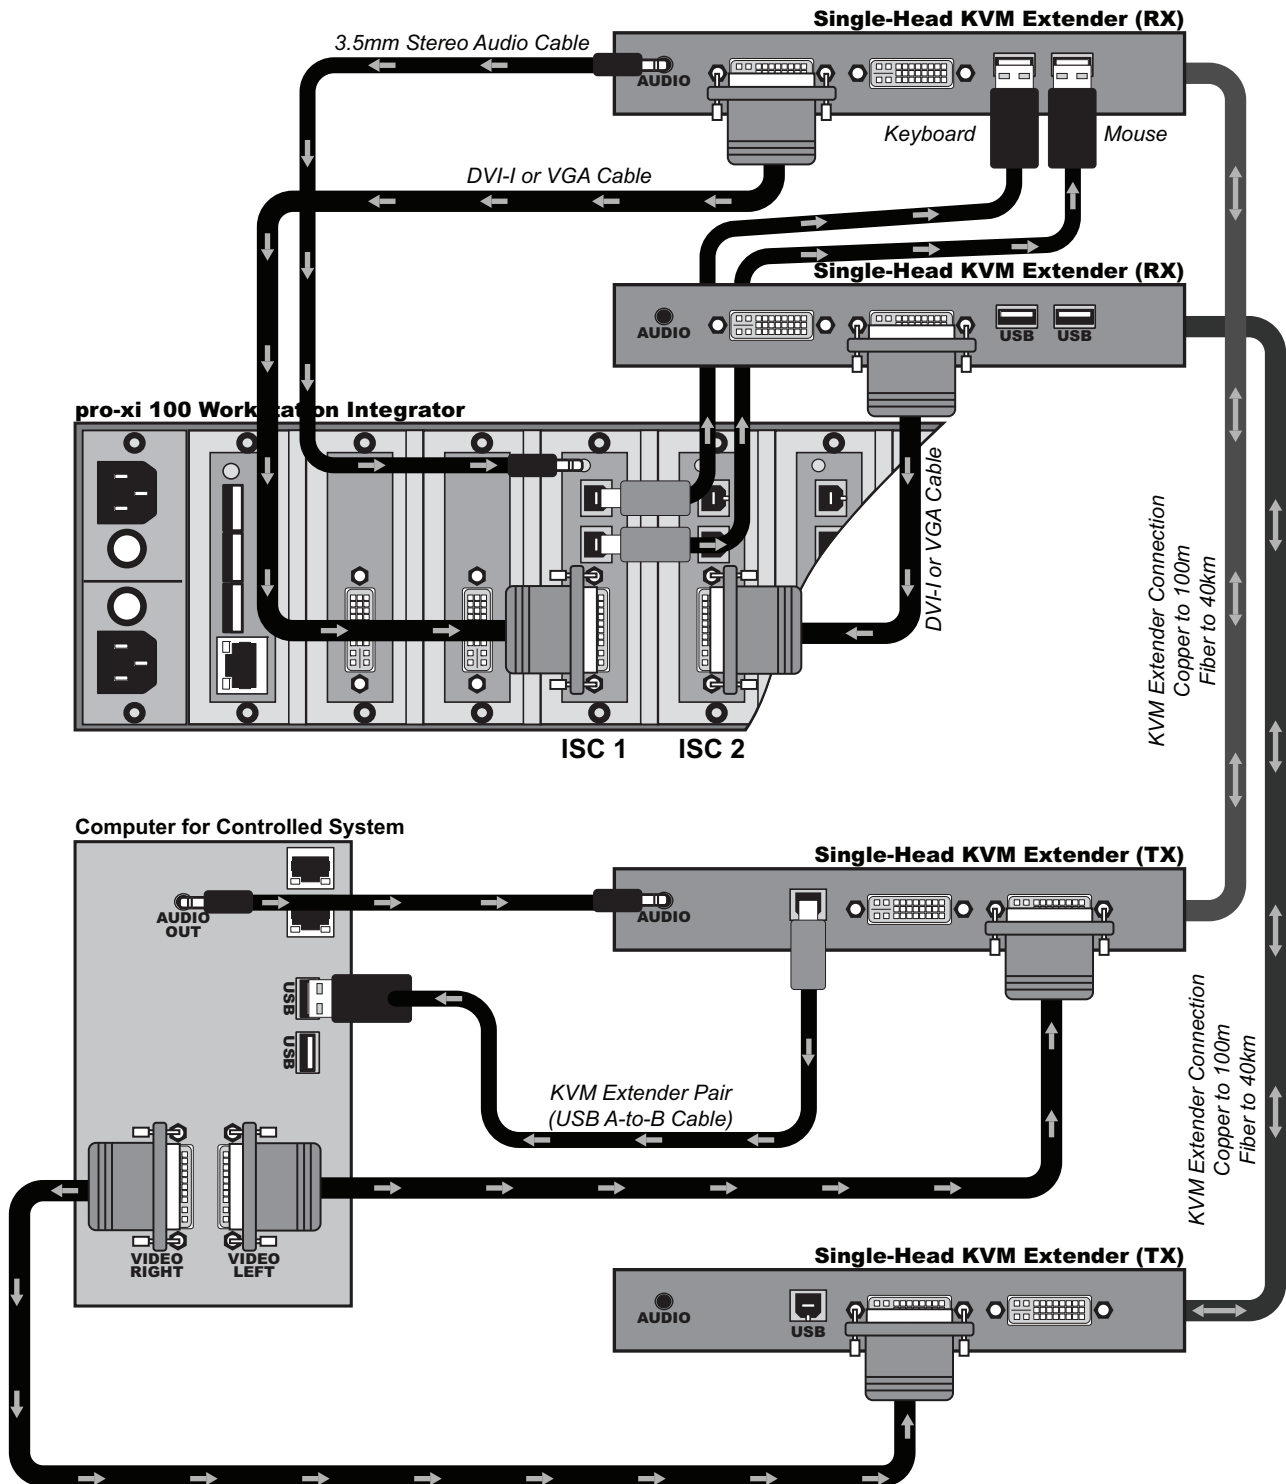 Single-Head KVM Extender (RX)
3.5mm Stereo Audio Cable
AUDIO
Keyboard
Mouse
DVI-I or VGA Cable
Single-Head KVM Extender (RX)
AUDIO
USB
USB
pro-xi 100 Workstation Integrator
DVI-I or VGA Cable
KVM Extender Connection
Copper to 100m
Fiber to 40km
ISC 1
ISC 2
Computer for Controlled System
Single-Head KVM Extender (TX)
AUDIO
OUT
AUDIO
USB
USB
KVM Extender Pair
(USB A-to-B Cable)
KVM Extender Connection
Copper to 100m
Fiber to 40km
VIDEO
RIGHT
VIDEO
LEFT
Single-Head KVM Extender (TX)
AUDIO
USB